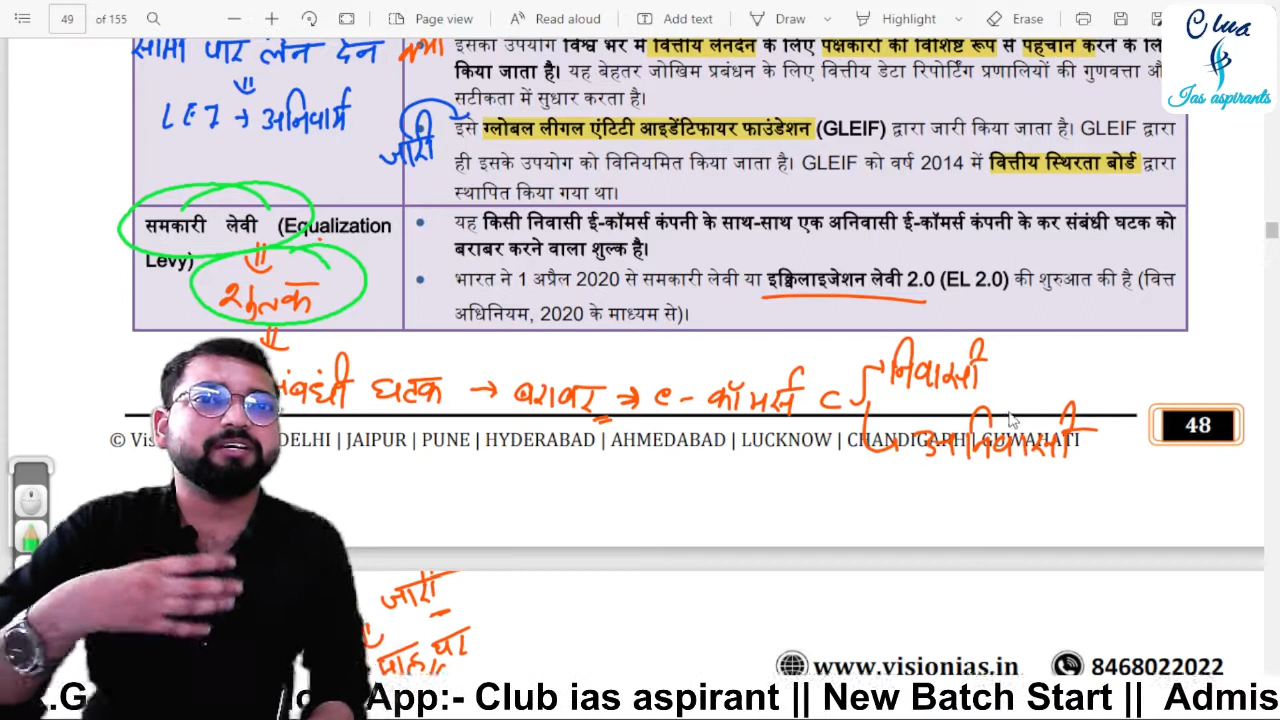 49 of 155
Page view
Read aloud
Add text
Draw
Highlight
Erase
Club
Ias aspirants
सीमा पार लेन देन
इसका उपयोग विश्व भर में वित्तीय लेनदेन के लिए पक्षकारों की विशिष्ट रूप से पहचान करने के लि
किया जाता है। यह बेहतर जोखिम प्रबंधन के लिए वित्तीय डेटा रिपोर्टिंग प्रणालियों की गुणवत्ता औ
सटीकता में सुधार करता है।
LEI → अनिवार्य
जारी
इसे ग्लोबल लीगल एंटिटी आइडेंटिफायर फाउंडेशन (GLEIF) द्वारा जारी किया जाता है। GLEIF द्वारा
ही इसके उपयोग को विनियमित किया जाता है। GLEIF को वर्ष 2014 में वित्तीय स्थिरता बोर्ड द्वारा
स्थापित किया गया था।
समकारी लेवी (Equalization
Levy)
शुल्क
• यह किसी निवासी ई-कॉमर्स कंपनी के साथ-साथ एक अनिवासी ई-कॉमर्स कंपनी के कर संबंधी घटक को
बराबर करने वाला शुल्क है।
• भारत ने 1 अप्रैल 2020 से समकारी लेवी या इक्विलाइजेशन लेवी 2.0 (EL 2.0) की शुरुआत की है (वित्त
अधिनियम, 2020 के माध्यम से)।
संबंधी घटक → बराबर → e-कॉमर्स C
निवासी
अनिवासी
© Vis DELHI | JAIPUR | PUNE | HYDERABAD | AHMEDABAD | LUCKNOW | CHANDIGARH | GUWAHATI
48
जारी
www.visionias.in 8468022022
App:- Club ias aspirant || New Batch Start || Admis